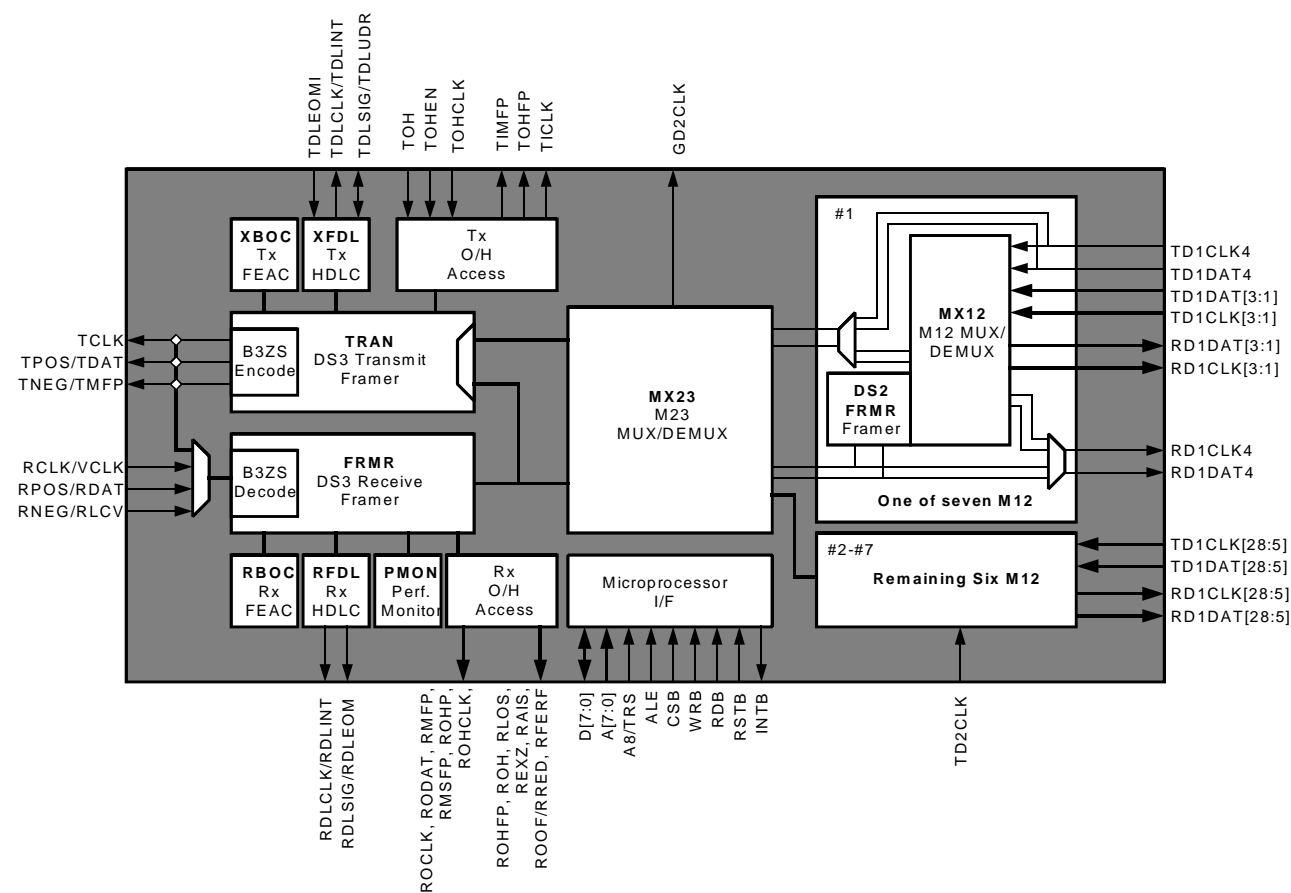 TDLEOMI
TDLCLK/TDLINT
TDLSIG/TDLUDR
TOH
TOHEN
TOHCLK
TIMFP
TOHFP
TICLK
GD2CLK
XBOC
Tx
FEAC
XFDL
Tx
HDLC
Tx
O/H
Access
#1
TD1CLK4
TD1DAT4
TD1DAT[3:1]
TD1CLK[3:1]
RD1DAT[3:1]
RD1CLK[3:1]
RD1CLK4
RD1DAT4
MX12
M12 MUX/
DEMUX
DS2
FRMR
Framer
One of seven M12
TCLK
TPOS/TDAT
TNEG/TMFP
B3ZS
Encode
TRAN
DS3 Transmit
Framer
MX23
M23
MUX/DEMUX
RCLK/VCLK
RPOS/RDAT
RNEG/RLCV
B3ZS
Decode
FRMR
DS3 Receive
Framer
RBOC
Rx
FEAC
RFDL
Rx
HDLC
PMON
Perf.
Monitor
Rx
O/H
Access
Microprocessor
I/F
#2-#7
Remaining Six M12
TD1CLK[28:5]
TD1DAT[28:5]
RD1CLK[28:5]
RD1DAT[28:5]
RDLCLK/RDLINT
RDLSIG/RDLEOM
ROCLK, RODAT, RMFP,
RMSFP, ROHP,
ROHCLK,
ROHFP, ROH, RLOS,
REXZ, RAIS,
ROOF/RRED, RFERF
D[7:0]
A[7:0]
A8/TRS
ALE
CSB
WRB
RDB
RSTB
INTB
TD2CLK